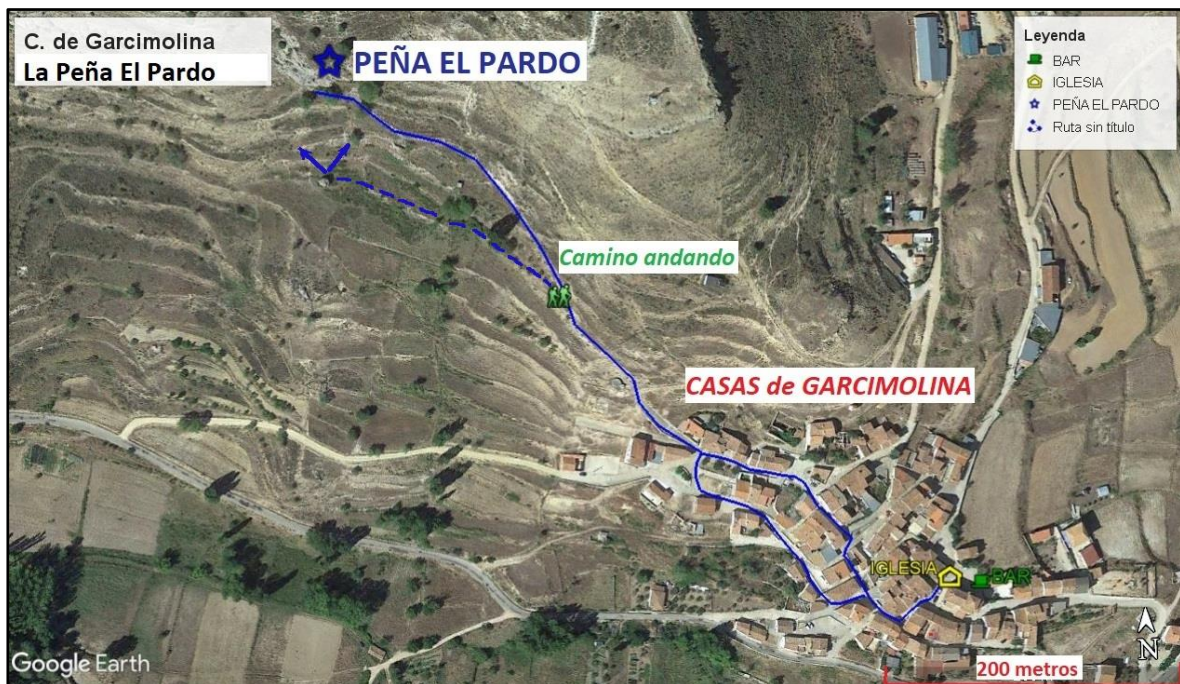 C. de Garcimolina
La Peña El Pardo
PEÑA EL PARDO
Leyenda
BAR
IGLESIA
PEÑA EL PARDO
Ruta sin título
Camino andando
CASAS de GARCIMOLINA
IGLESIA
BAR
N
200 metros
Google Earth